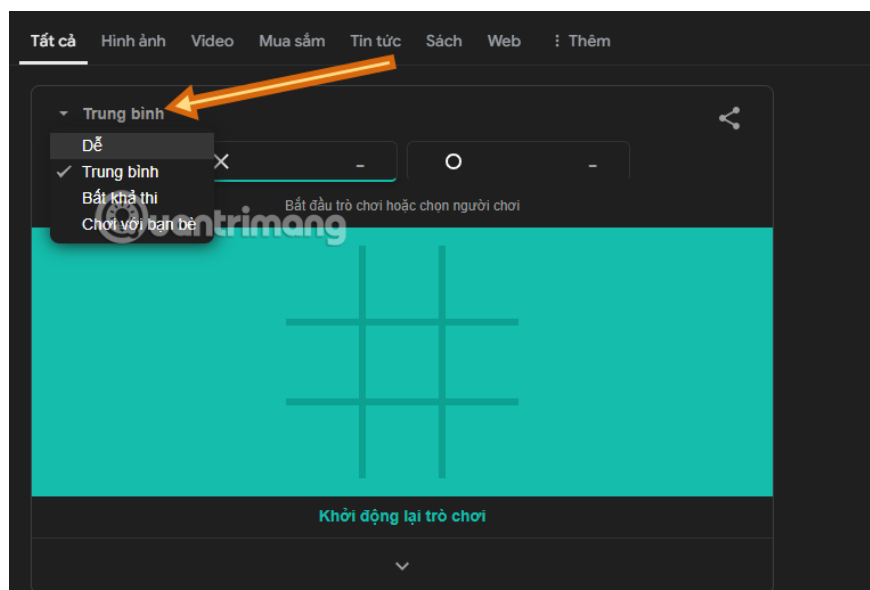 Tất cả Hình ảnh Video Mua sắm Tin tức Sách Web ⋮ Thêm
Trung bình
Dễ
Trung bình
Bất khả thi
Chơi với bạn bè
X –
O –
Bắt đầu trò chơi hoặc chọn người chơi
Quantrimang
Khởi động lại trò chơi